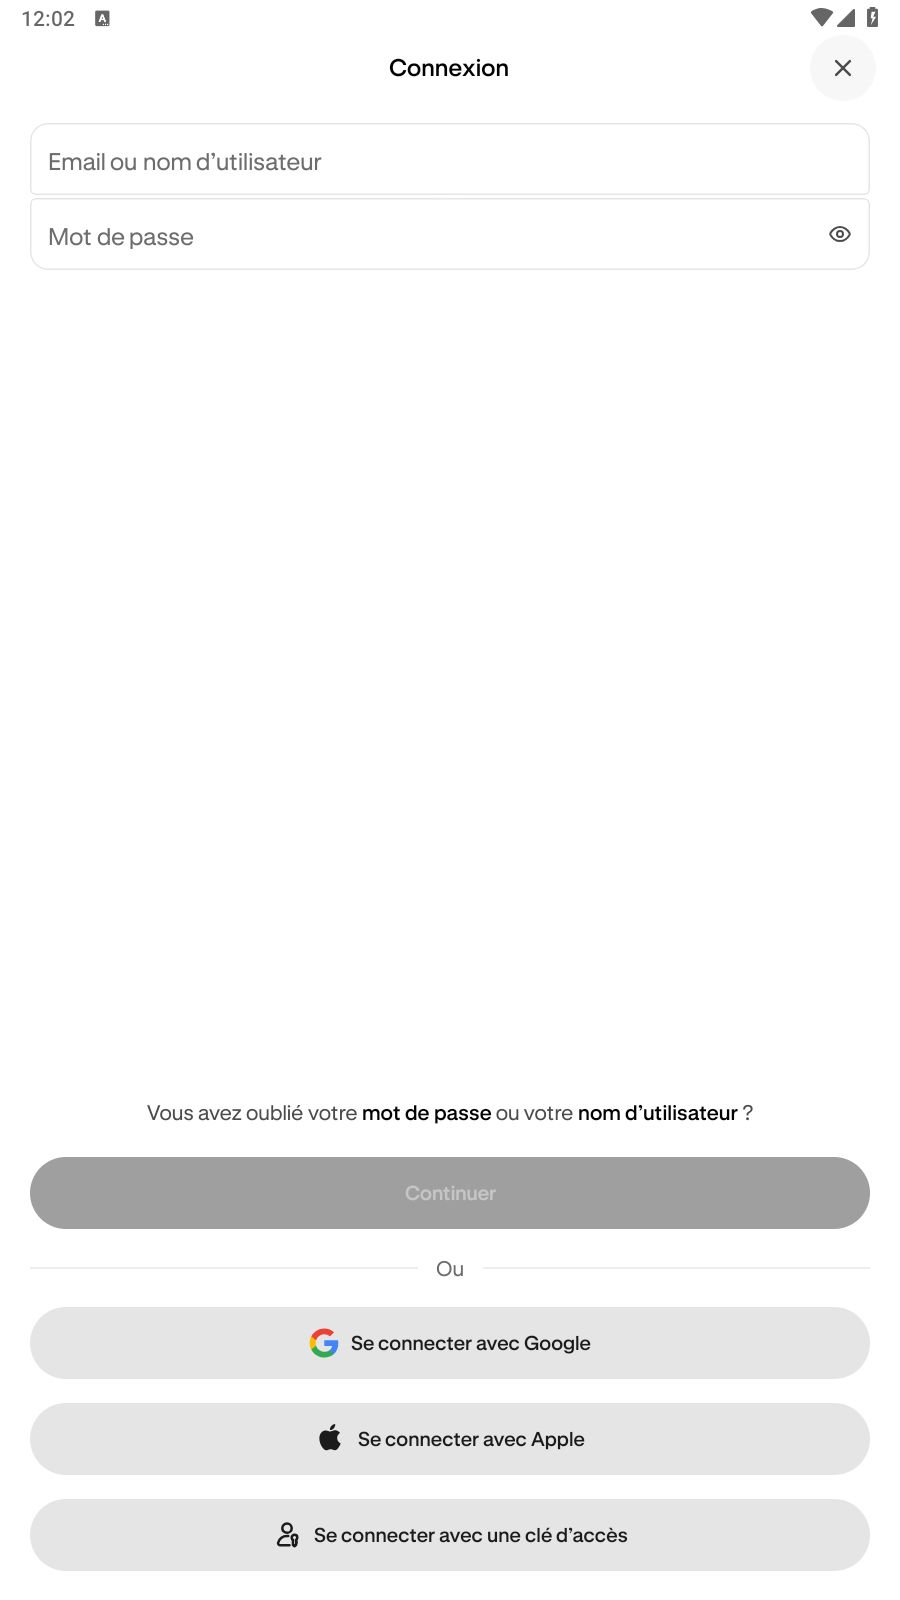 12:02
Connexion
Email ou nom d’utilisateur
Mot de passe
Vous avez oublié votre mot de passe ou votre nom d’utilisateur ?
Continuer
Ou
Se connecter avec Google
Se connecter avec Apple
Se connecter avec une clé d’accès